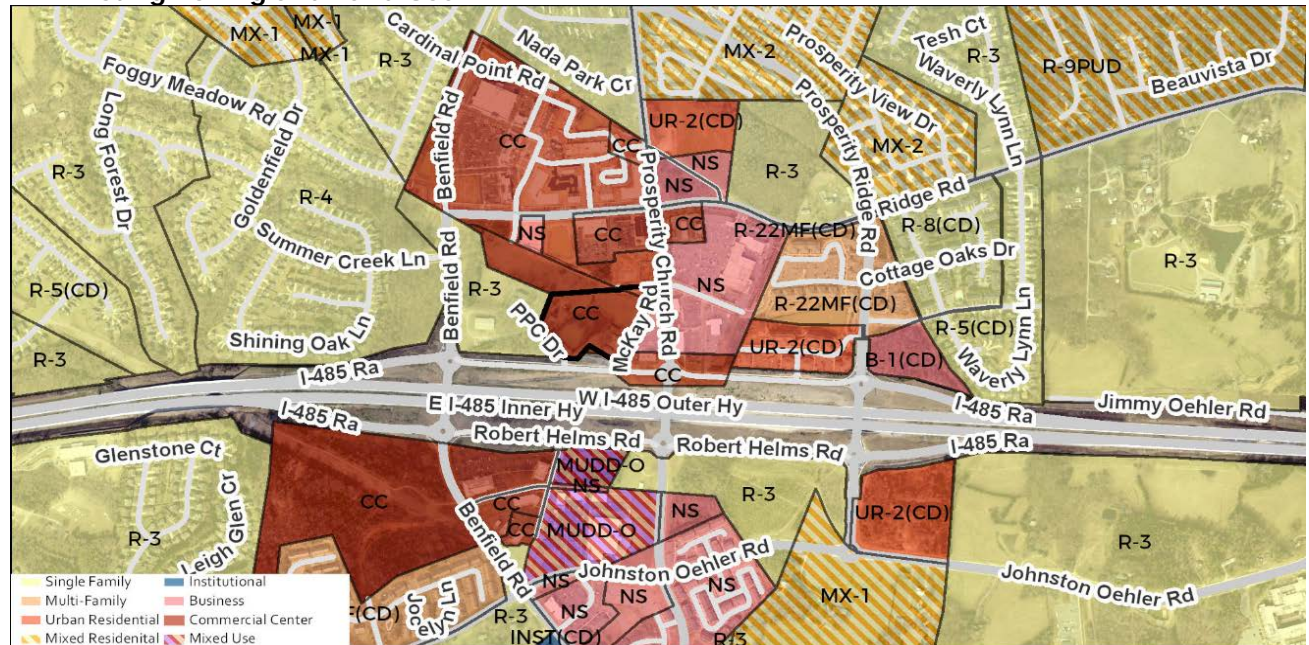 MX-1
MX-1
R-3
Cardinal Point Rd
Nada Park Cr
MX-2
Prosperity View Dr
Tesh Ct
R-3
Waverly Lynn Ln
R-9PUD
Beauvista Dr
Foggy Meadow Rd
Long Forest Dr
Goldenfield Dr
Benfield Rd
CC
CC
UR-2(CD)
NS
NS
R-3
Prosperity Ridge Rd
MX-2
Ridge Rd
R-3
R-4
Summer Creek Ln
Benfield Rd
NS
CC
CC
Prosperity Church Rd
NS
R-22MF(CD)
R-8(CD)
Cottage Oaks Dr
R-22MF(CD)
R-3
R-5(CD)
R-3
Shining Oak Ln
R-3
PPC Dr
CC
McKay Rd
CC
UR-2(CD)
B-1(CD)
R-5(CD)
Waverly Lynn Ln
I-485 Ra
E I-485 Inner Hy
W I-485 Outer Hy
I-485 Ra
Jimmy Oehler Rd
I-485 Ra
Robert Helms Rd
Robert Helms Rd
I-485 Ra
Glenstone Ct
Leigh Glen Cr
R-3
CC
CC
CC
Benfield Rd
MUDD-O
NS
MUDD-O
NS
R-3
UR-2(CD)
R-3
Johnston Oehler Rd
Johnston Oehler Rd
NS
NS
NS
NS
MX-1
Jocelyn Ln
F(CD)
R-3
INST(CD)
R-3
Single Family
Institutional
Multi-Family
Business
Urban Residential
Commercial Center
Mixed Residenital
Mixed Use